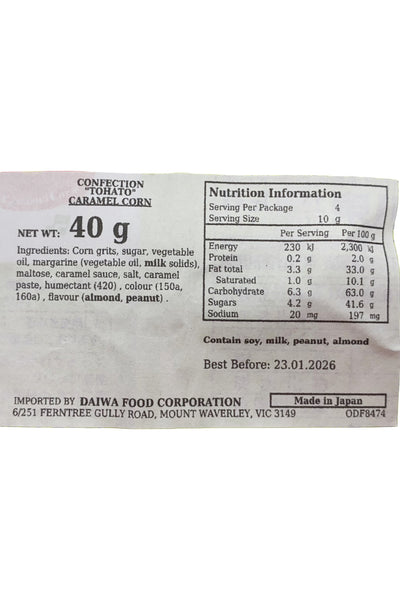 CONFECTION
"TOHATO"
CARAMEL CORN
NET WT: 40 g
Ingredients: Corn grits, sugar, vegetable
oil, margarine (vegetable oil, milk solids),
maltose, caramel sauce, salt, caramel
paste, humectant (420) , colour (150a,
160a) , flavour (almond, peanut) .
Nutrition Information
Serving Per Package 4
Serving Size 10 g
Per Serving Per 100 g
Energy 230 kJ 2,300 kJ
Protein 0.2 g 2.0 g
Fat total 3.3 g 33.0 g
Saturated 1.0 g 10.1 g
Carbohydrate 6.3 g 63.0 g
Sugars 4.2 g 41.6 g
Sodium 20 mg 197 mg
Contain soy, milk, peanut, almond
Best Before: 23.01.2026
IMPORTED BY DAIWA FOOD CORPORATION Made in Japan
6/251 FERNTREE GULLY ROAD, MOUNT WAVERLEY, VIC 3149 ODF8474